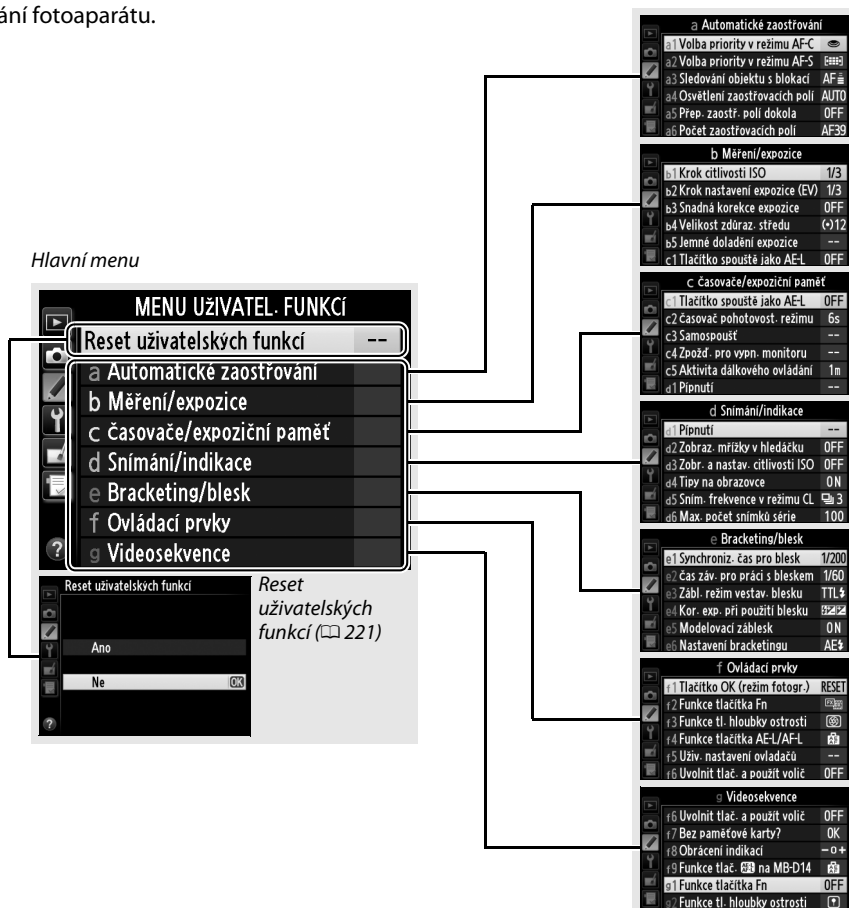 ání fotoaparátu.
Hlavní menu
MENU UŽIVATEL. FUNKCÍ
Reset uživatelských funkcí --
a Automatické zaostřování
b Měření/expozice
c Časovače/expoziční paměť
d Snímání/indikace
e Bracketing/blesk
f Ovládací prvky
g Videosekvence
?
Reset uživatelských funkcí
Ano
Ne OK
?
Reset
uživatelských
funkcí (221)
a Automatické zaostřování
a1 Volba priority v režimu AF-C
a2 Volba priority v režimu AF-S
a3 Sledování objektu s blokací AF
a4 Osvětlení zaostřovacích polí AUTO
a5 Přep. zaostř. polí dokola OFF
a6 Počet zaostřovacích polí AF39
b Měření/expozice
b1 Krok citlivosti ISO 1/3
b2 Krok nastavení expozice (EV) 1/3
b3 Snadná korekce expozice OFF
b4 Velikost zdůraz. středu (•)12
b5 Jemné doladění expozice --
c1 Tlačítko spouště jako AE-L OFF
c Časovače/expoziční paměť
c1 Tlačítko spouště jako AE-L OFF
c2 Časovač pohotovost. režimu 6s
c3 Samospoušť --
c4 Zpožď. pro vypn. monitoru --
c5 Aktivita dálkového ovládání 1m
d1 Pípnutí --
d Snímání/indikace
d1 Pípnutí --
d2 Zobraz. mřížky v hledáčku OFF
d3 Zobr. a nastav. citlivosti ISO OFF
d4 Tipy na obrazovce ON
d5 Sním. frekvence v režimu CL 3
d6 Max. počet snímků série 100
e Bracketing/blesk
e1 Synchroniz. čas pro blesk 1/200
e2 Čas záv. pro práci s bleskem 1/60
e3 Zábl. režim vestav. blesku TTL
e4 Kor. exp. při použití blesku
e5 Modelovací záblesk ON
e6 Nastavení bracketingu AE
f Ovládací prvky
f1 Tlačítko OK (režim fotogr.) RESET
f2 Funkce tlačítka Fn
f3 Funkce tl. hloubky ostrosti
f4 Funkce tlačítka AE-L/AF-L
f5 Uživ. nastavení ovladačů --
f6 Uvolnit tlač. a použít volič OFF
g Videosekvence
f6 Uvolnit tlač. a použít volič OFF
f7 Bez paměťové karty? OK
f8 Obrácení indikací -o+
f9 Funkce tlač. na MB-D14
g1 Funkce tlačítka Fn OFF
g2 Funkce tl. hloubky ostrosti